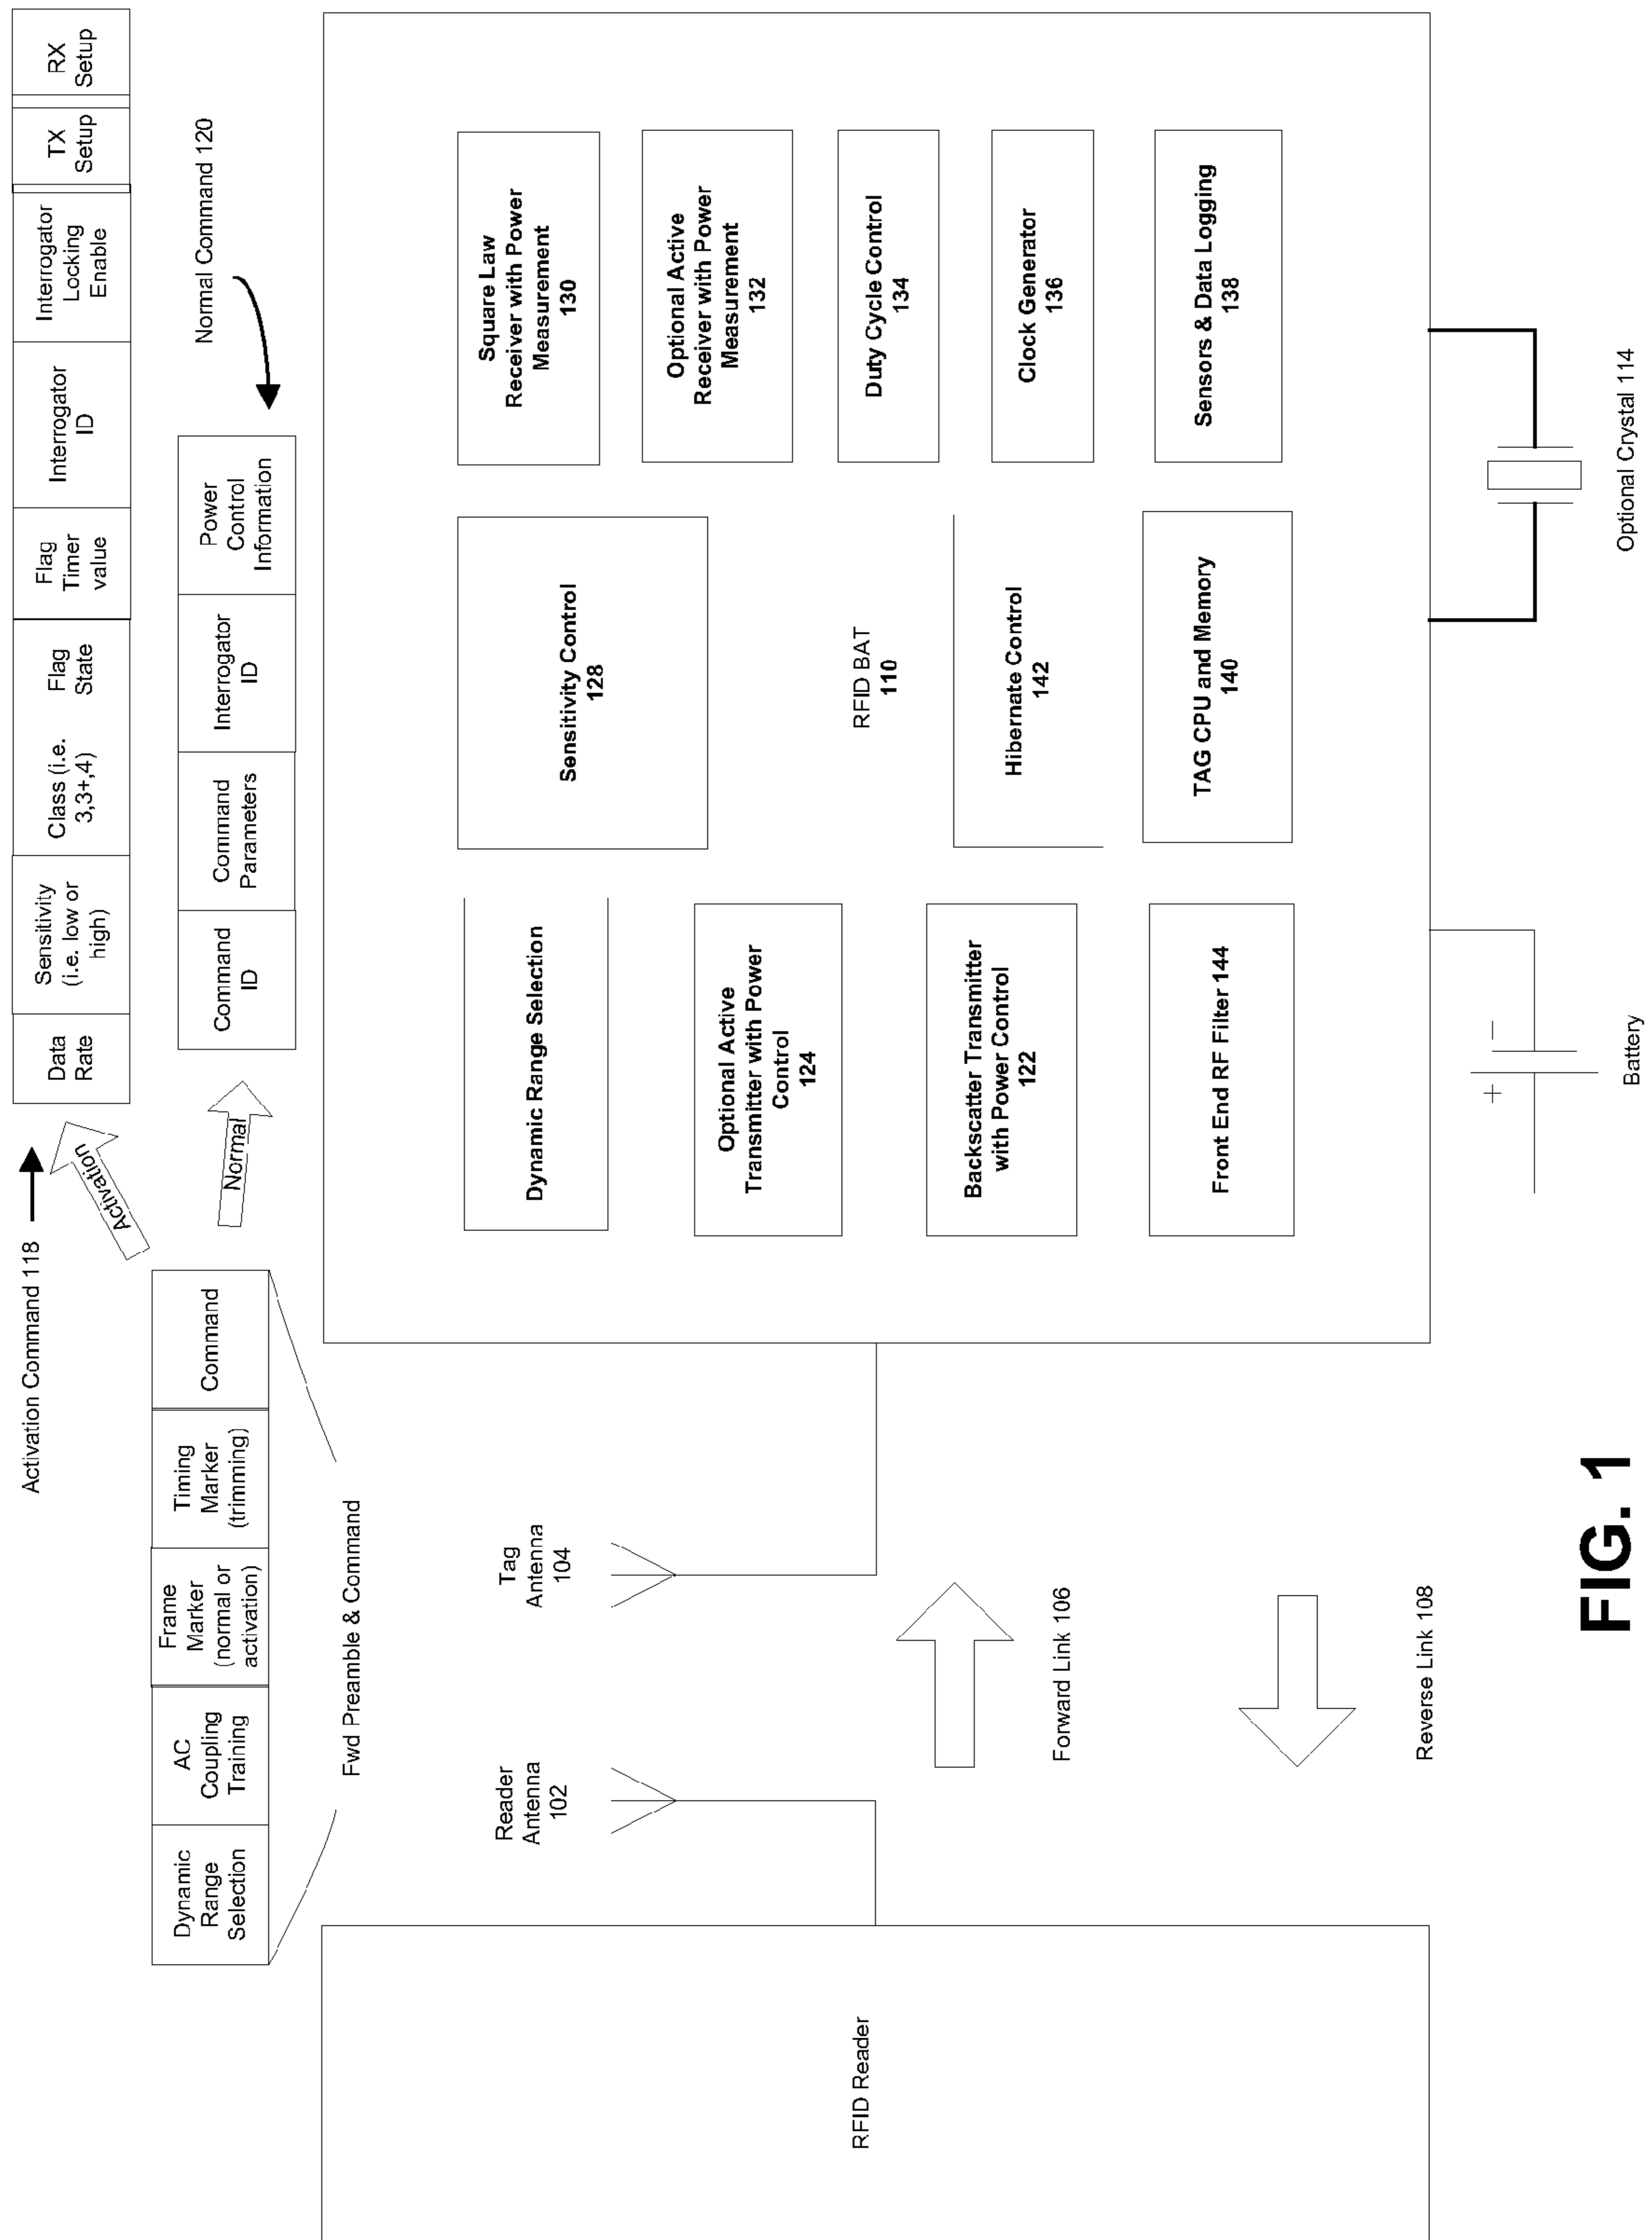 Activation Command 118
Data
Rate
Sensitivity
(i.e. low or
high)
Class (i.e.
3,3+,4)
Flag
State
Flag
Timer
value
Interrogator
ID
Interrogator
Locking
Enable
TX
Setup
RX
Setup
Activation
Normal
Normal Command 120
Command
ID
Command
Parameters
Interrogator
ID
Power
Control
Information
Dynamic
Range
Selection
AC
Coupling
Training
Frame
Marker
(normal or
activation)
Timing
Marker
(trimming)
Command
Fwd Preamble & Command
RFID Reader
Reader
Antenna
102
Tag
Antenna
104
Forward Link 106
Reverse Link 108
Dynamic Range Selection
Optional Active
Transmitter with Power
Control
124
Backscatter Transmitter
with Power Control
122
Front End RF Filter 144
Sensitivity Control
128
RFID BAT
110
Hibernate Control
142
TAG CPU and Memory
140
Square Law
Receiver with Power
Measurement
130
Optional Active
Receiver with Power
Measurement
132
Duty Cycle Control
134
Clock Generator
136
Sensors & Data Logging
138
+
–
Battery
Optional Crystal 114
FIG. 1